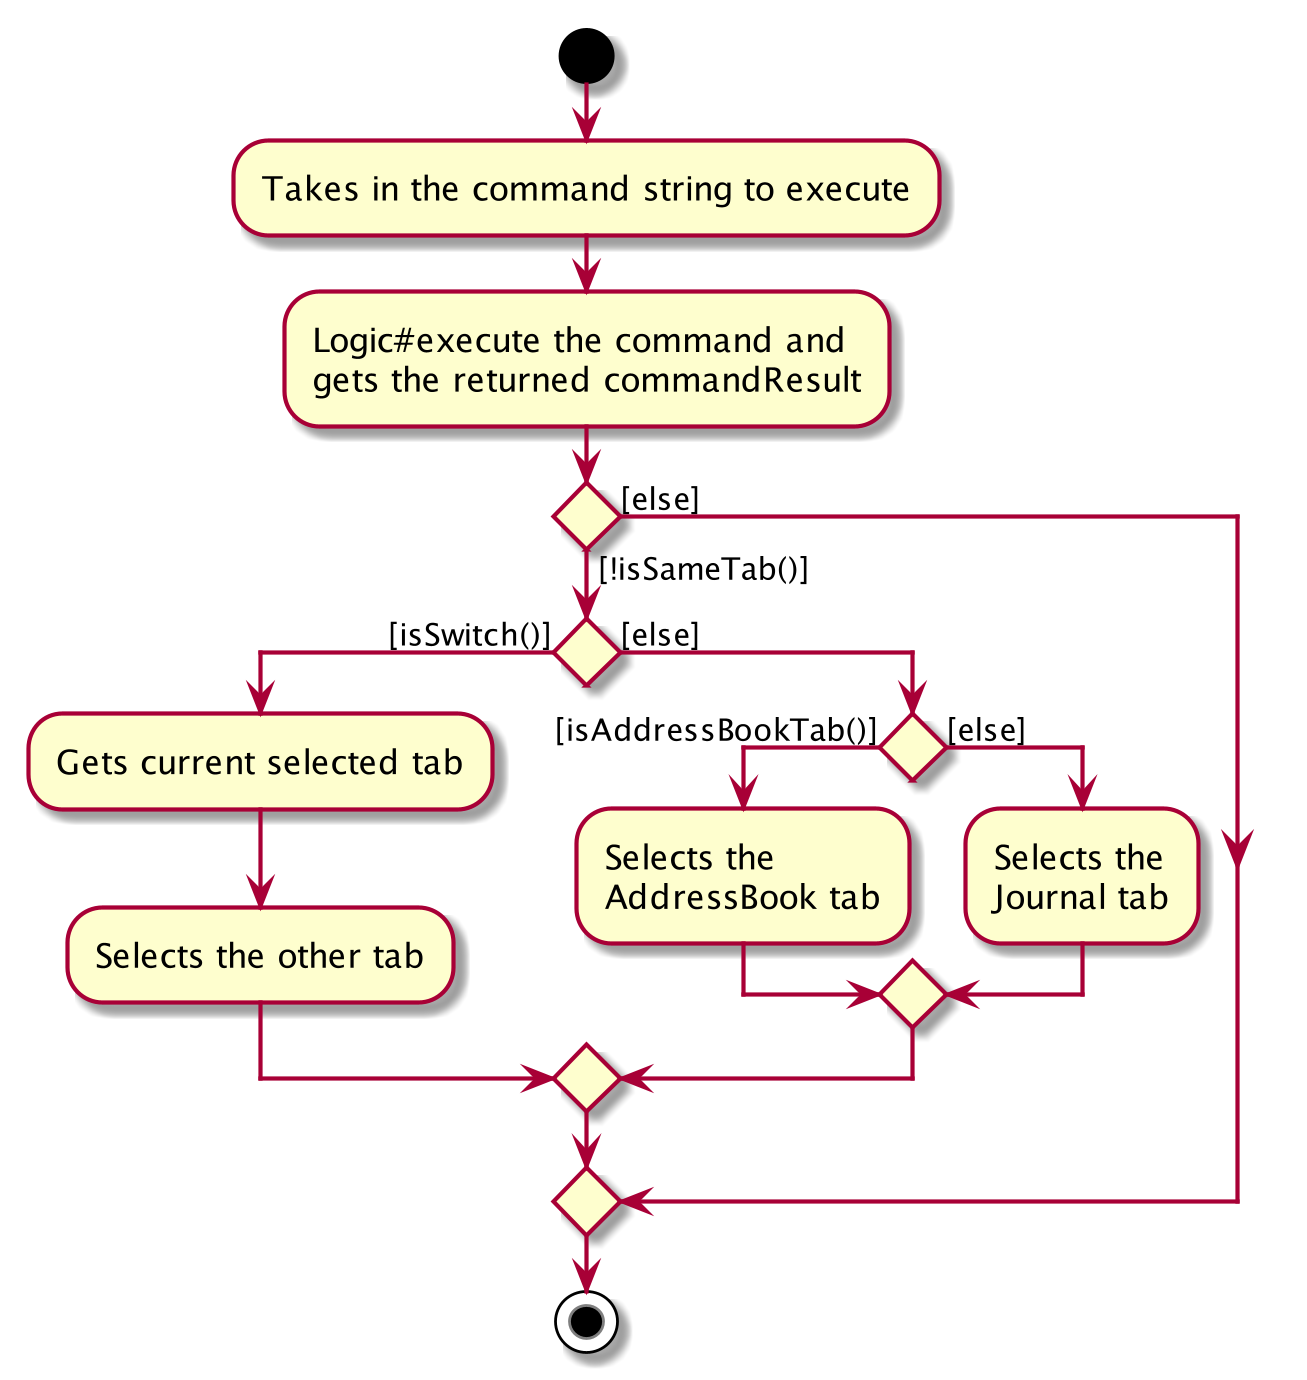 Takes in the command string to execute
Logic#execute the command and
gets the returned commandResult
[else]
[!isSameTab()]
[isSwitch()]
[else]
Gets current selected tab
Selects the other tab
[isAddressBookTab()]
[else]
Selects the
AddressBook tab
Selects the
Journal tab